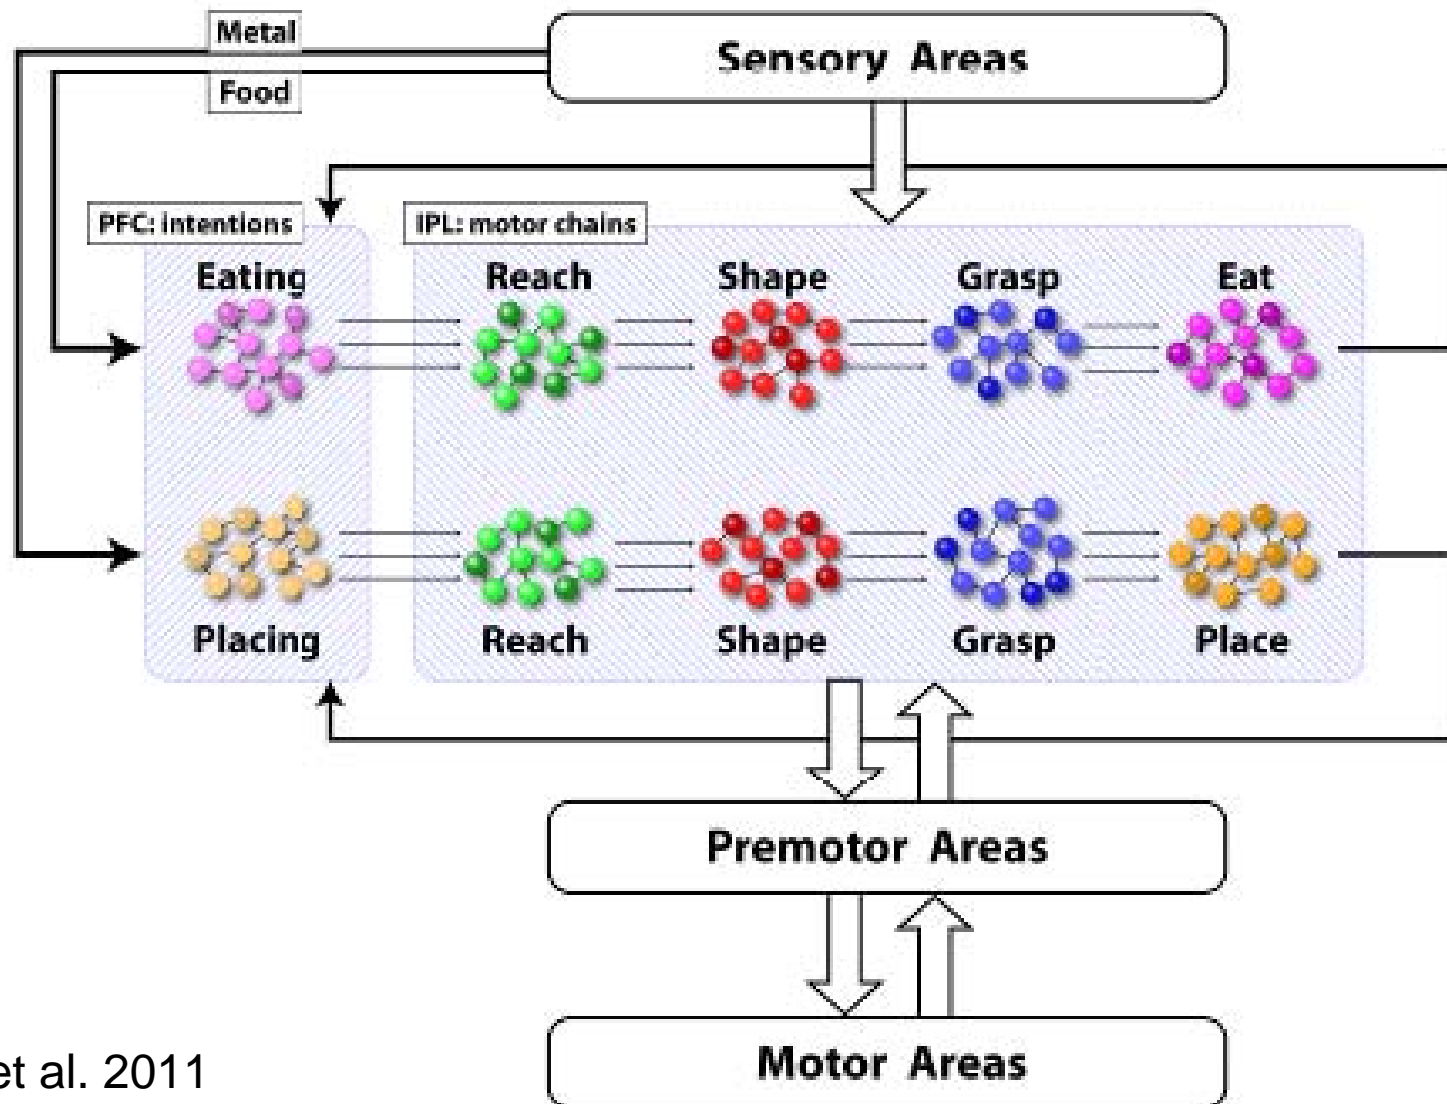 Metal
Sensory Areas
Food
PFC: intentions
IPL: motor chains
Eating
Reach
Shape
Grasp
Eat
Placing
Reach
Shape
Grasp
Place
Premotor Areas
Motor Areas
et al. 2011